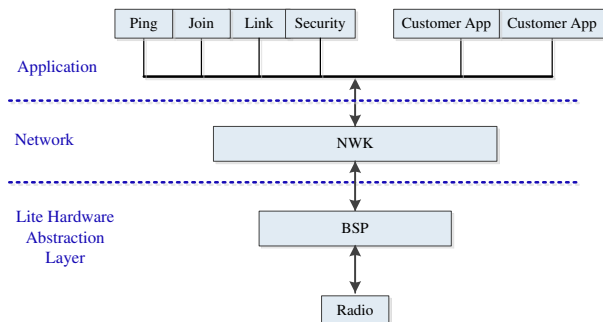 Ping Join Link Security Customer App Customer App
Application
Network
NWK
Lite Hardware
Abstraction
Layer
BSP
Radio